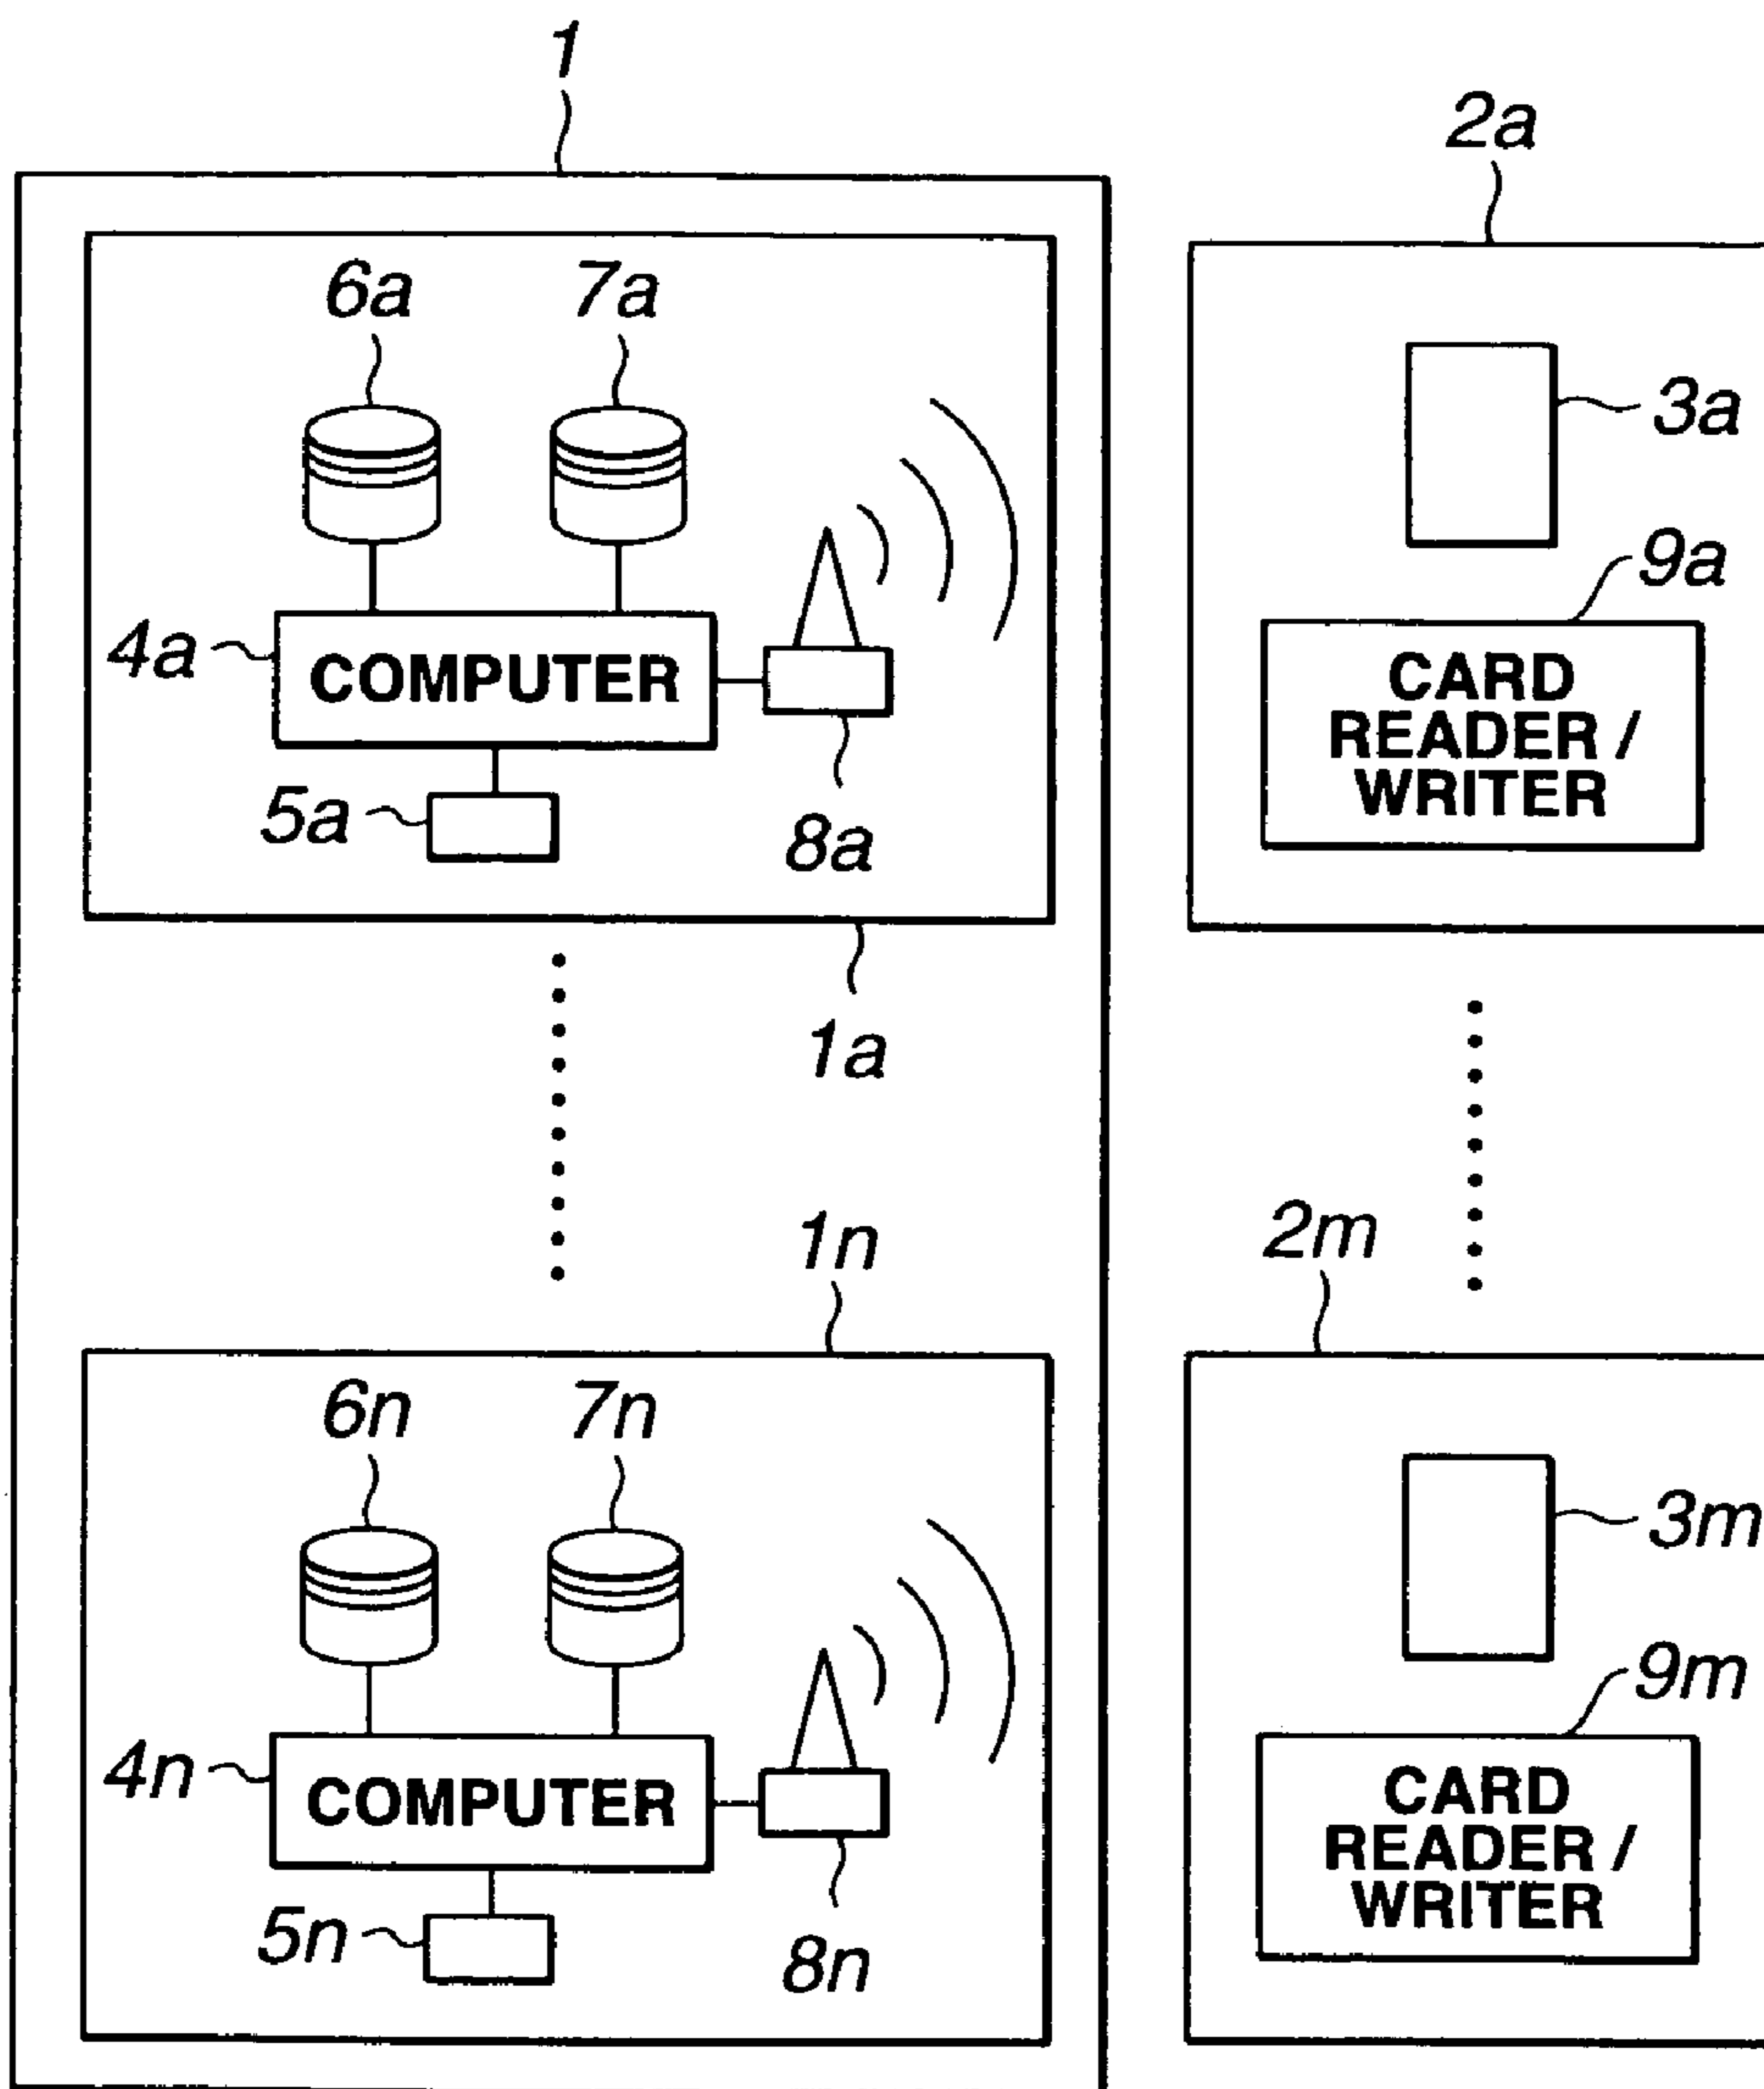 1
2a
6a
7a
3a
9a
4a
COMPUTER
CARD
READER /
WRITER
5a
8a
1a
1n
2m
6n
7n
3m
9m
4n
COMPUTER
CARD
READER /
WRITER
5n
8n